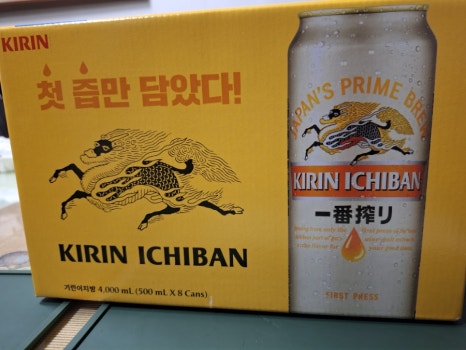 KIRIN
첫 즙만 담았다!
KIRIN ICHIBAN
기린이치방 4,000 mL (500 mL X 8 Cans)
JAPAN'S PRIME BREW
KIRIN ICHIBAN
一番搾り
FIRST PRESS